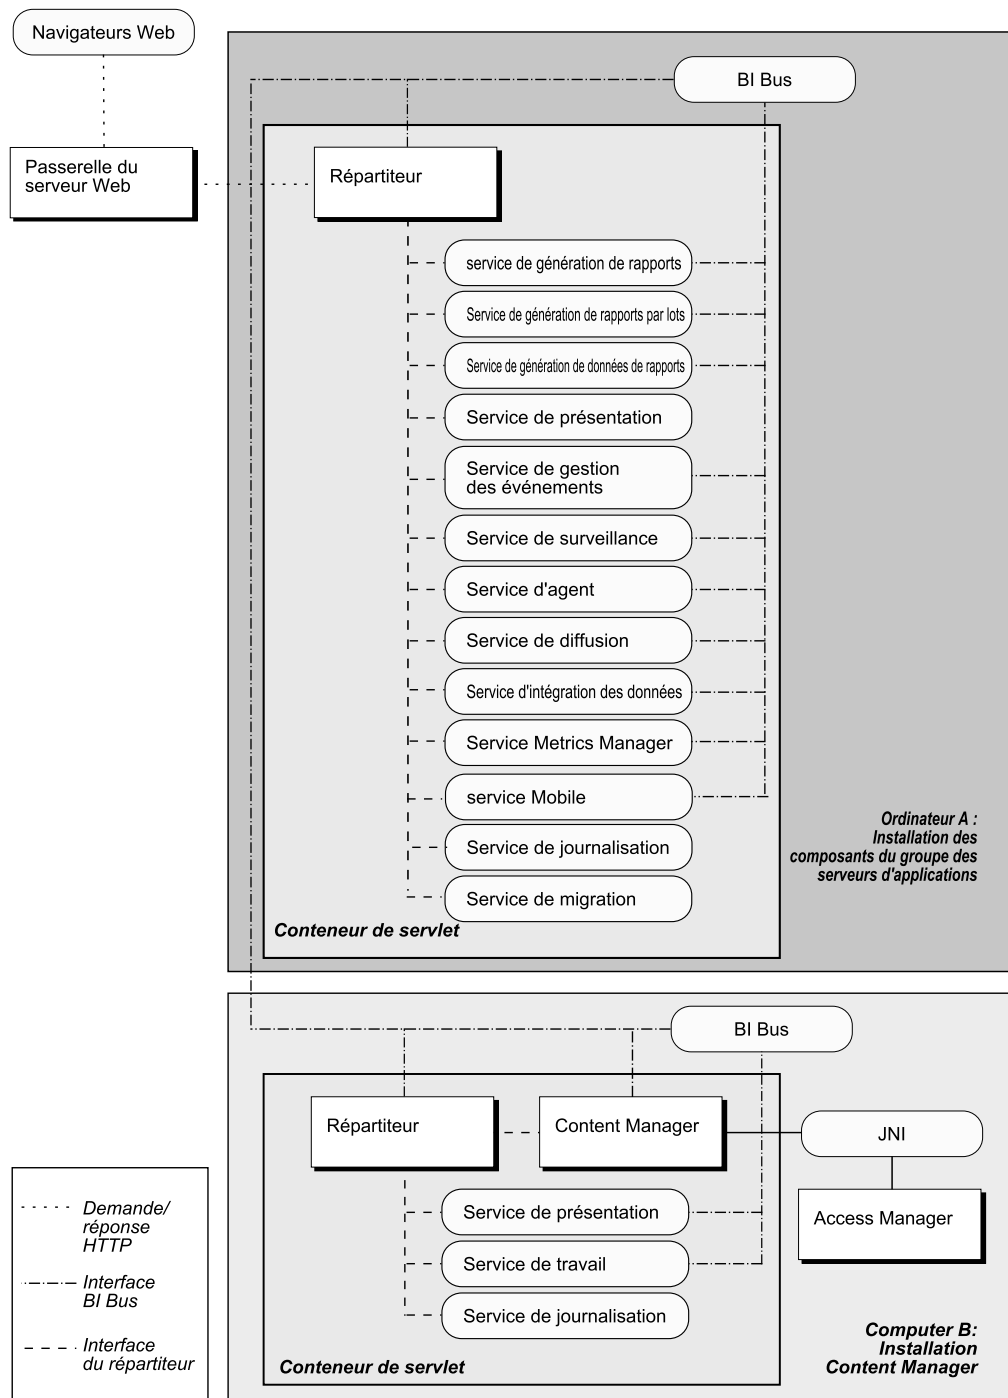 Navigateurs Web
BI Bus
Passerelle du
serveur Web
Répartiteur
service de génération de rapports
Service de génération de rapports par lots
Service de génération de données de rapports
Service de présentation
Service de gestion
des événements
Service de surveillance
Service d'agent
Service de diffusion
Service d'intégration des données
Service Metrics Manager
service Mobile
Service de journalisation
Service de migration
Conteneur de servlet
Ordinateur A :
Installation des
composants du groupe des
serveurs d'applications
BI Bus
Répartiteur
Content Manager
JNI
Access Manager
Service de présentation
Service de travail
Service de journalisation
Conteneur de servlet
Computer B:
Installation
Content Manager
Demande/
réponse
HTTP
Interface
BI Bus
Interface
du répartiteur